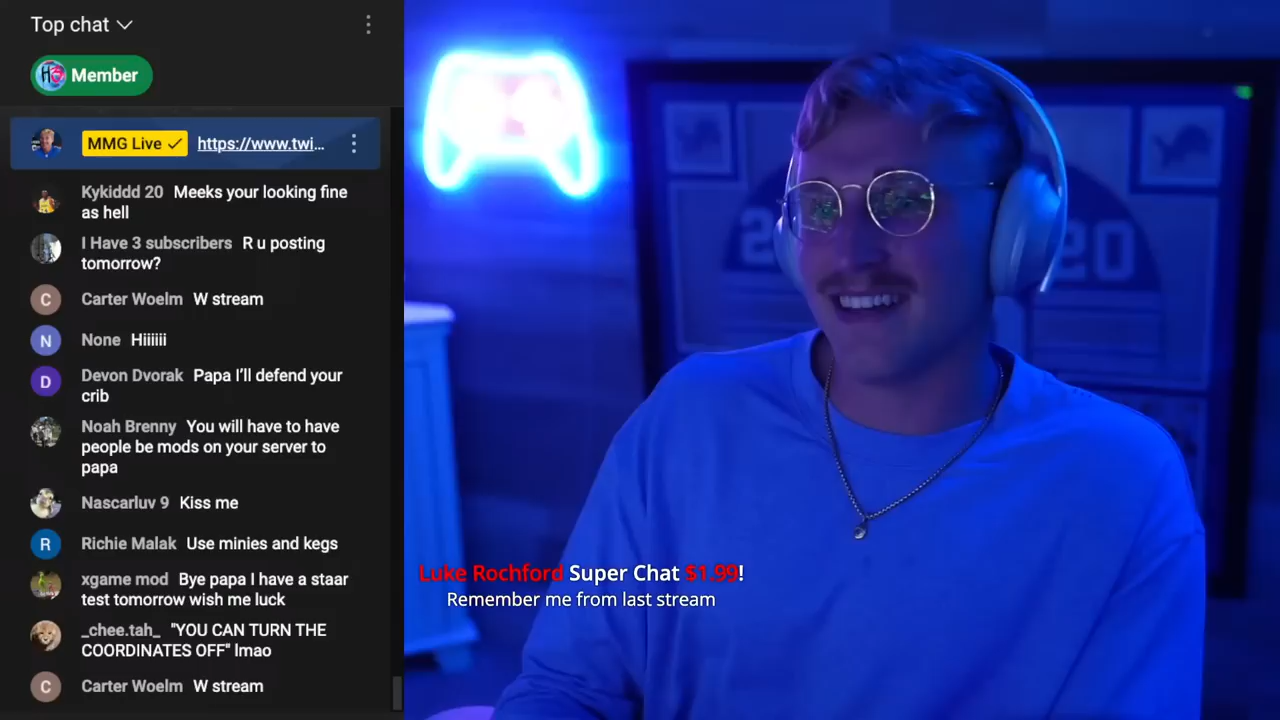 Top chat
Member
MMG Live https://www.twi...
Kykiddd 20 Meeks your looking fine
as hell
I Have 3 subscribers R u posting
tomorrow?
Carter Woelm W stream
N None Hiiiiii
C
D Devon Dvorak Papa I’ll defend your
crib
Noah Brenny You will have to have
people be mods on your server to
papa
Nascarluv 9 Kiss me
R Richie Malak Use minies and kegs
xgame mod Bye papa I have a staar
test tomorrow wish me luck
_chee.tah_ "YOU CAN TURN THE
COORDINATES OFF" lmao
C Carter Woelm W stream
20
Luke Rochford Super Chat $1.99!
Remember me from last stream